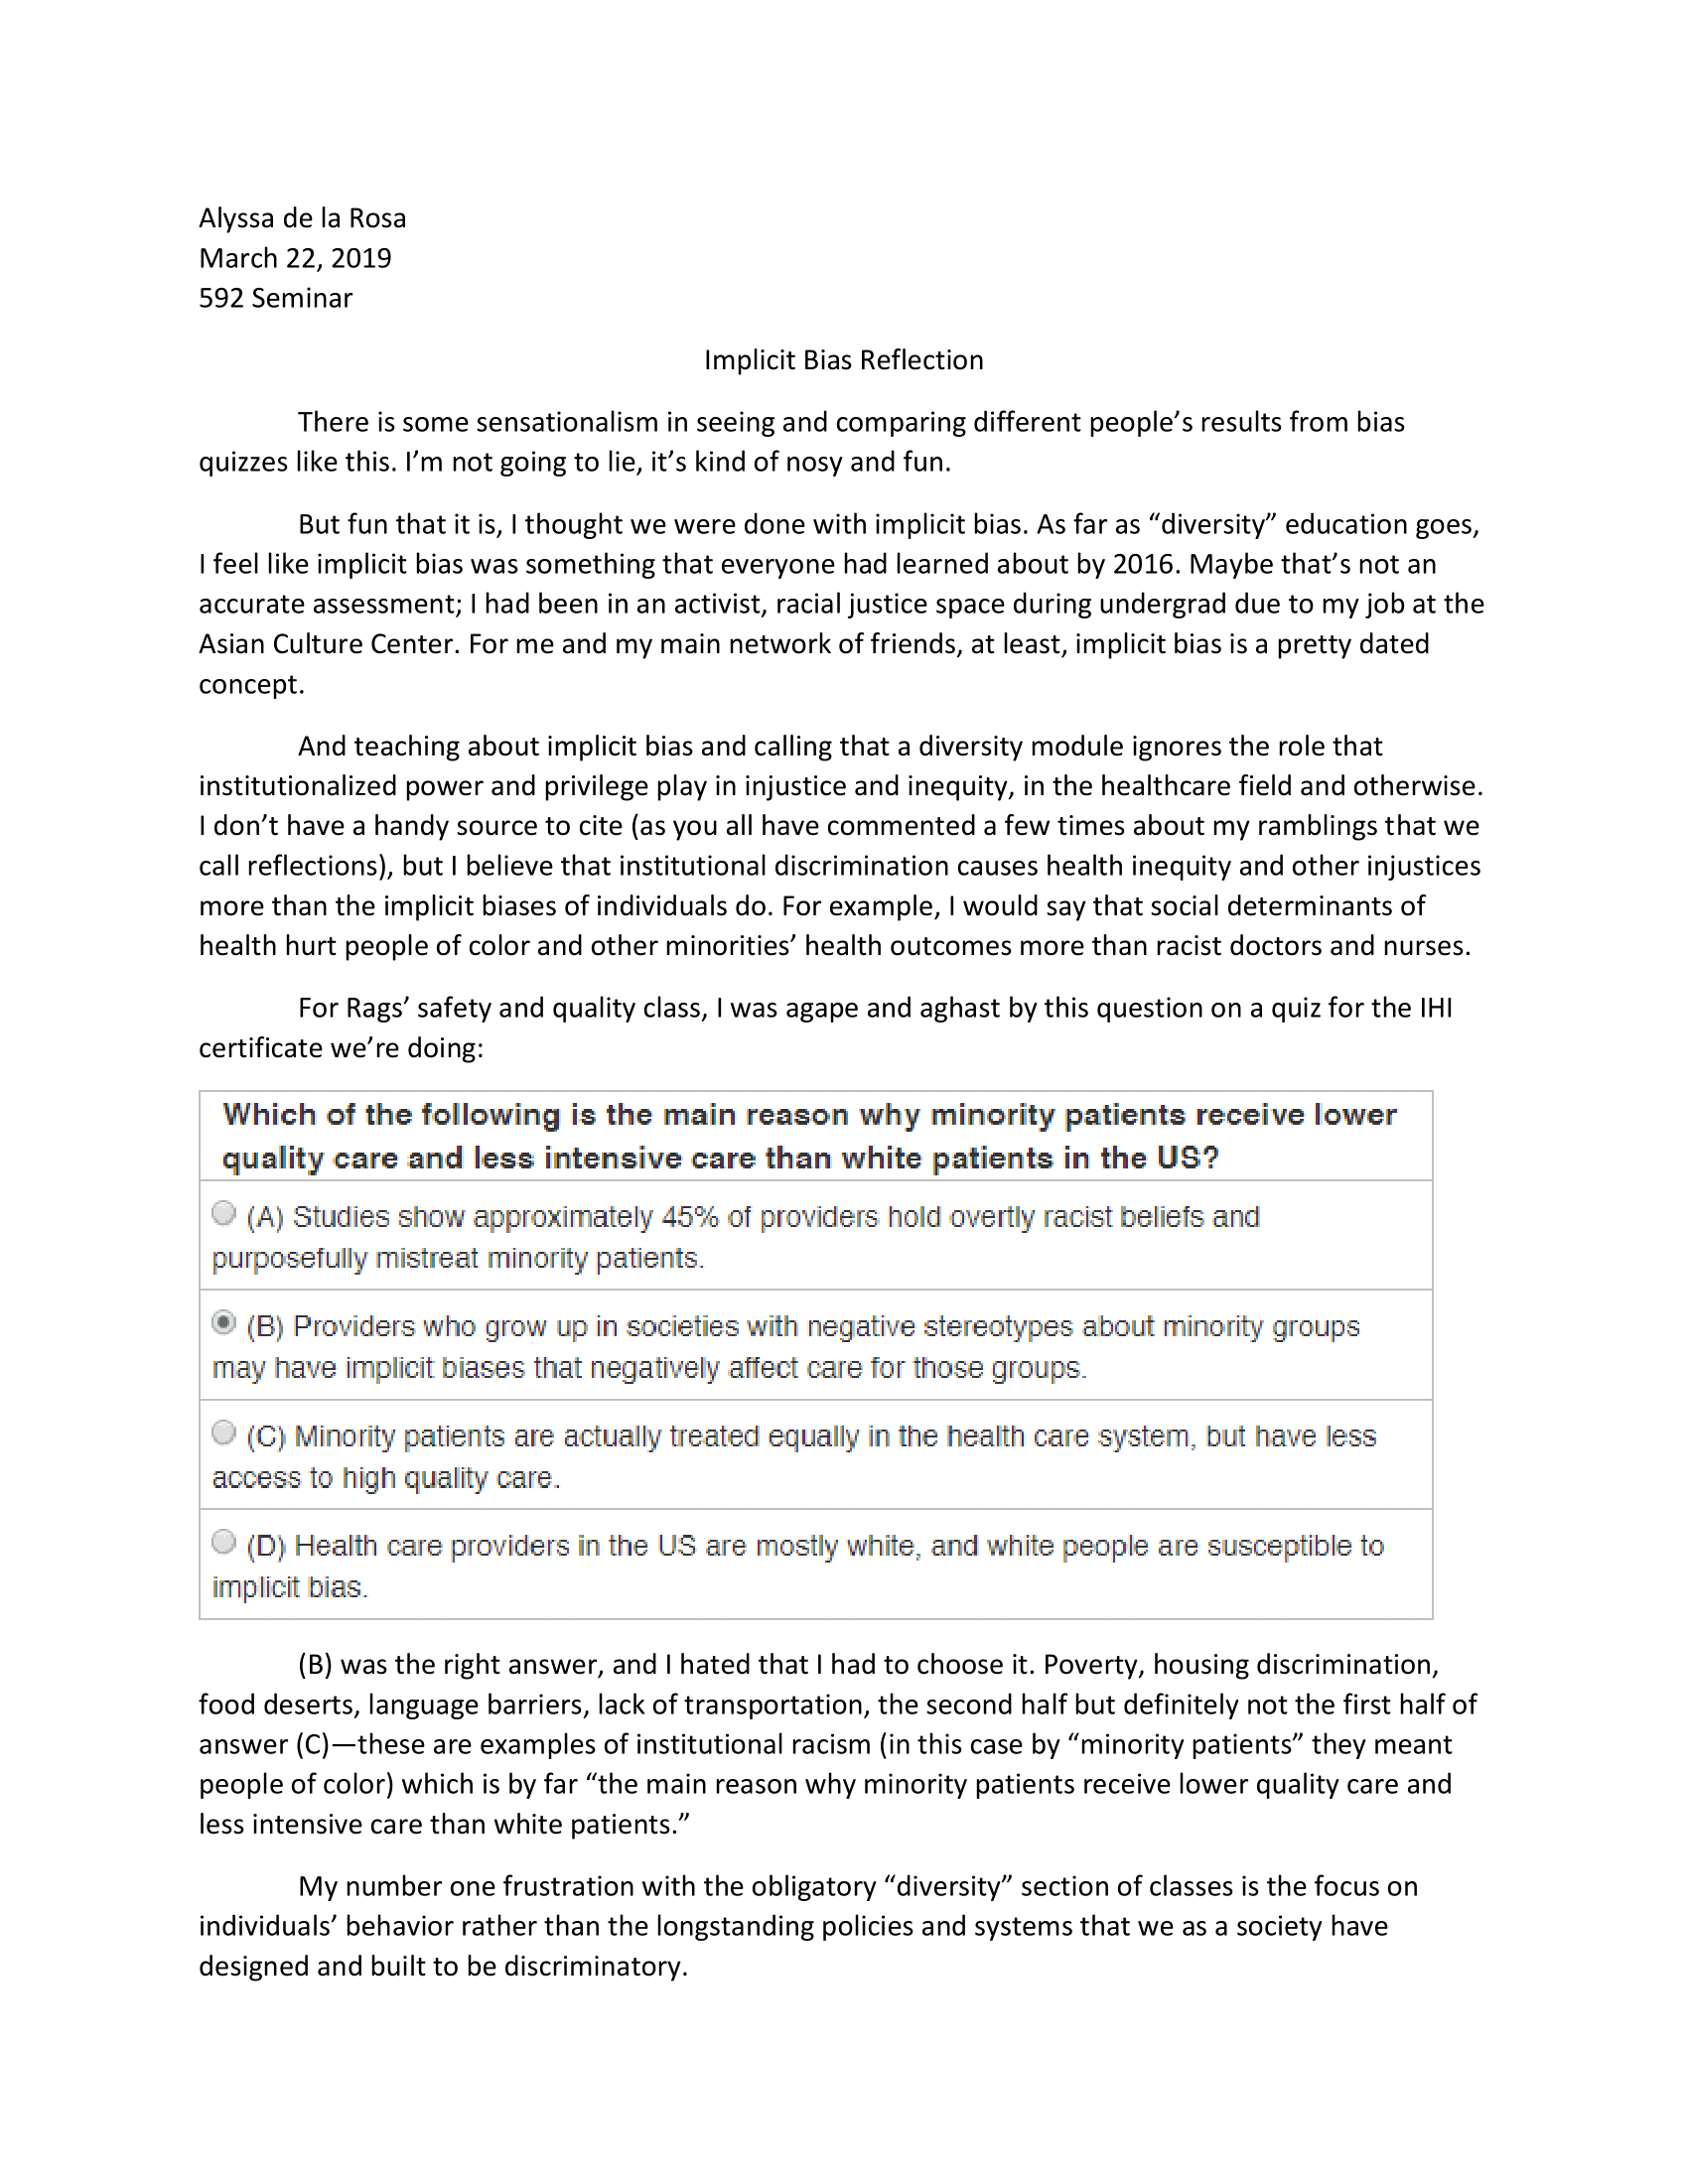 Alyssa de la Rosa
March 22, 2019
592 Seminar
Implicit Bias Reflection
There is some sensationalism in seeing and comparing different people’s results from bias
quizzes like this. I’m not going to lie, it’s kind of nosy and fun.
But fun that it is, I thought we were done with implicit bias. As far as “diversity” education goes,
I feel like implicit bias was something that everyone had learned about by 2016. Maybe that’s not an
accurate assessment; I had been in an activist, racial justice space during undergrad due to my job at the
Asian Culture Center. For me and my main network of friends, at least, implicit bias is a pretty dated
concept.
And teaching about implicit bias and calling that a diversity module ignores the role that
institutionalized power and privilege play in injustice and inequity, in the healthcare field and otherwise.
I don’t have a handy source to cite (as you all have commented a few times about my ramblings that we
call reflections), but I believe that institutional discrimination causes health inequity and other injustices
more than the implicit biases of individuals do. For example, I would say that social determinants of
health hurt people of color and other minorities’ health outcomes more than racist doctors and nurses.
For Rags’ safety and quality class, I was agape and aghast by this question on a quiz for the IHI
certificate we’re doing:
Which of the following is the main reason why minority patients receive lower
quality care and less intensive care than white patients in the US?
(A) Studies show approximately 45% of providers hold overtly racist beliefs and
purposefully mistreat minority patients.
(B) Providers who grow up in societies with negative stereotypes about minority groups
may have implicit biases that negatively affect care for those groups.
(C) Minority patients are actually treated equally in the health care system, but have less
access to high quality care.
(D) Health care providers in the US are mostly white, and white people are susceptible to
implicit bias.
(B) was the right answer, and I hated that I had to choose it. Poverty, housing discrimination,
food deserts, language barriers, lack of transportation, the second half but definitely not the first half of
answer (C)—these are examples of institutional racism (in this case by “minority patients” they meant
people of color) which is by far “the main reason why minority patients receive lower quality care and
less intensive care than white patients.”
My number one frustration with the obligatory “diversity” section of classes is the focus on
individuals’ behavior rather than the longstanding policies and systems that we as a society have
designed and built to be discriminatory.